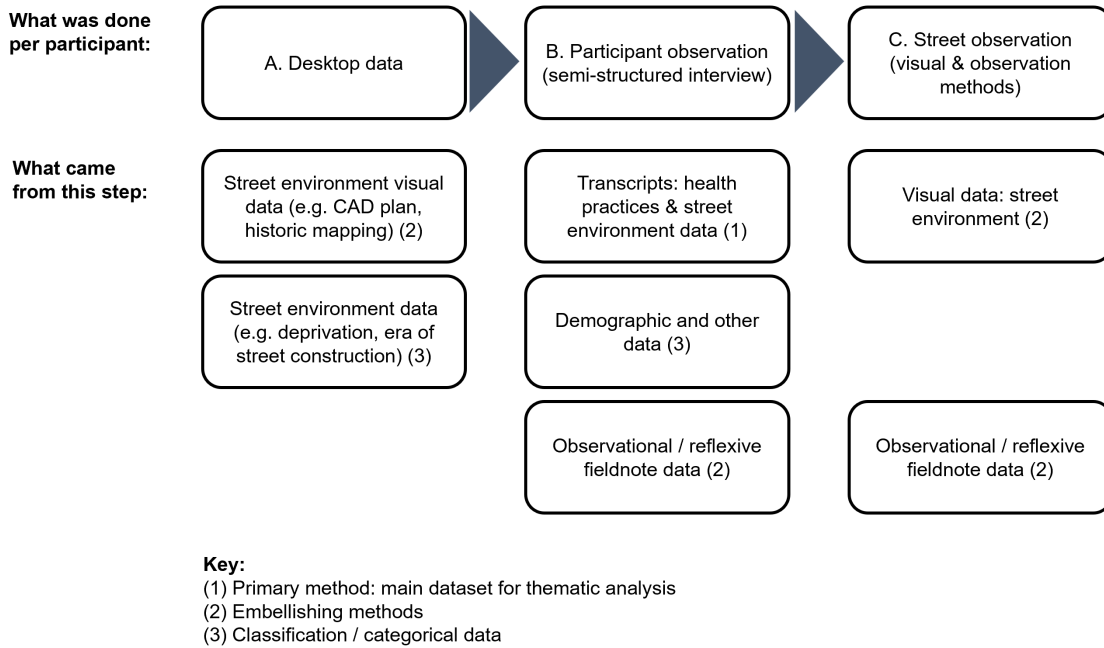 What was done
per participant:
A. Desktop data
B. Participant observation
(semi-structured interview)
C. Street observation
(visual & observation
methods)
What came
from this step:
Street environment visual
data (e.g. CAD plan,
historic mapping) (2)
Transcripts: health
practices & street
environment data (1)
Visual data: street
environment (2)
Street environment data
(e.g. deprivation, era of
street construction) (3)
Demographic and other
data (3)
Observational / reflexive
fieldnote data (2)
Observational / reflexive
fieldnote data (2)
Key:
(1) Primary method: main dataset for thematic analysis
(2) Embellishing methods
(3) Classification / categorical data